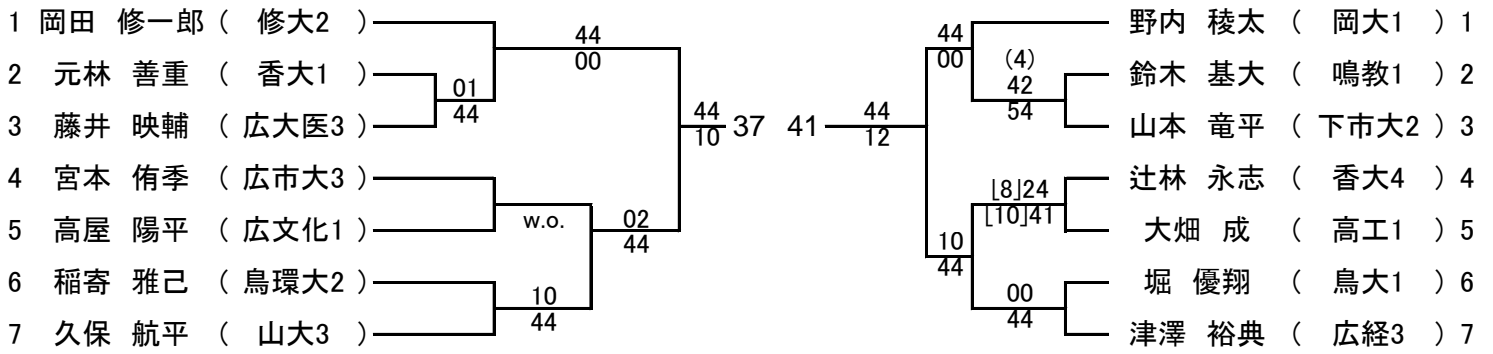 1 岡田 修一郎 ( 修大2 )
2 元林 善重 ( 香大1 )
3 藤井 映輔 ( 広大医3 )
4 宮本 侑季 ( 広市大3 )
5 高屋 陽平 ( 広文化1 )
6 稲寄 雅己 ( 鳥環大2 )
7 久保 航平 ( 山大3 )
44
00
01
44
w.o.
02
44
10
44
44
10
37 41
44
12
44
00
(4)
42
54
⌊8⌋24
⌊10⌋41
10
44
00
44
野内 稜太 ( 岡大1 ) 1
鈴木 基大 ( 鳴教1 ) 2
山本 竜平 ( 下市大2 ) 3
辻林 永志 ( 香大4 ) 4
大畑 成 ( 高工1 ) 5
堀 優翔 ( 鳥大1 ) 6
津澤 裕典 ( 広経3 ) 7